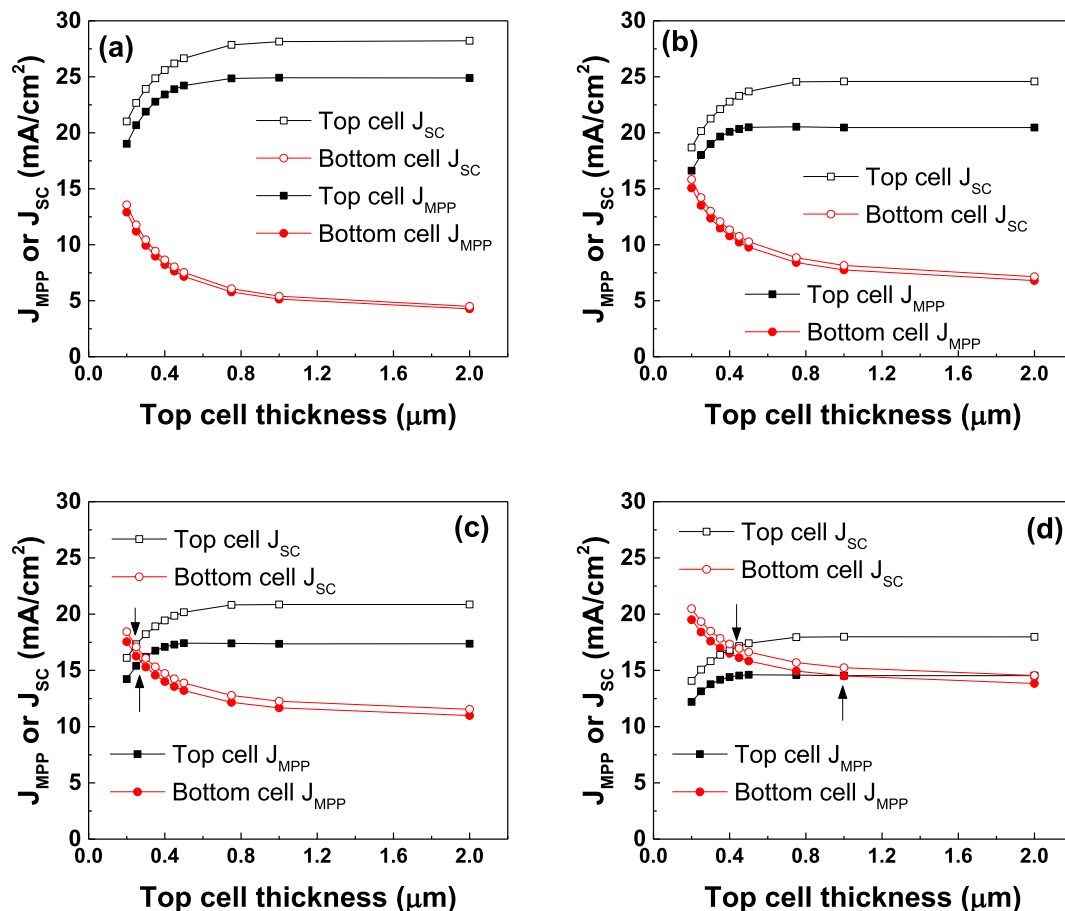 (a)
J_MPP or J_SC (mA/cm²)
30
25
20
15
10
5
0
Top cell J_SC
Bottom cell J_SC
Top cell J_MPP
Bottom cell J_MPP
0.0 0.4 0.8 1.2 1.6 2.0
Top cell thickness (μm)
(b)
J_MPP or J_SC (mA/cm²)
30
25
20
15
10
5
0
Top cell J_SC
Bottom cell J_SC
Top cell J_MPP
Bottom cell J_MPP
0.0 0.4 0.8 1.2 1.6 2.0
Top cell thickness (μm)
(c)
J_MPP or J_SC (mA/cm²)
30
25
20
15
10
5
0
Top cell J_SC
Bottom cell J_SC
Top cell J_MPP
Bottom cell J_MPP
0.0 0.4 0.8 1.2 1.6 2.0
Top cell thickness (μm)
(d)
J_MPP or J_SC (mA/cm²)
30
25
20
15
10
5
0
Top cell J_SC
Bottom cell J_SC
Top cell J_MPP
Bottom cell J_MPP
0.0 0.4 0.8 1.2 1.6 2.0
Top cell thickness (μm)